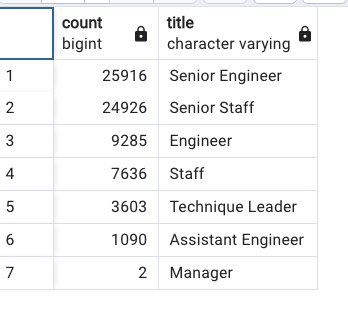 count title
bigint character varying
1 25916 Senior Engineer
2 24926 Senior Staff
3 9285 Engineer
4 7636 Staff
5 3603 Technique Leader
6 1090 Assistant Engineer
7 2 Manager